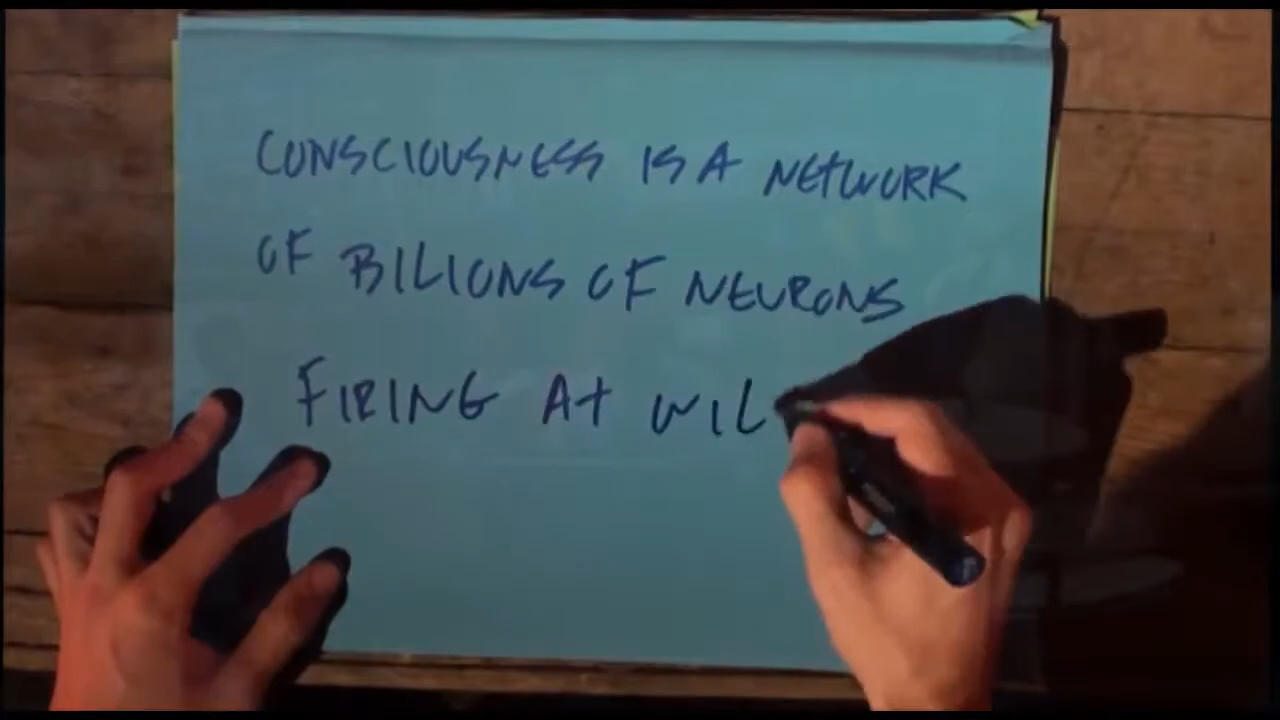 CONSCIOUSNESS IS A NETWORK
OF BILIONS OF NEURONS
FIRING AT WIL